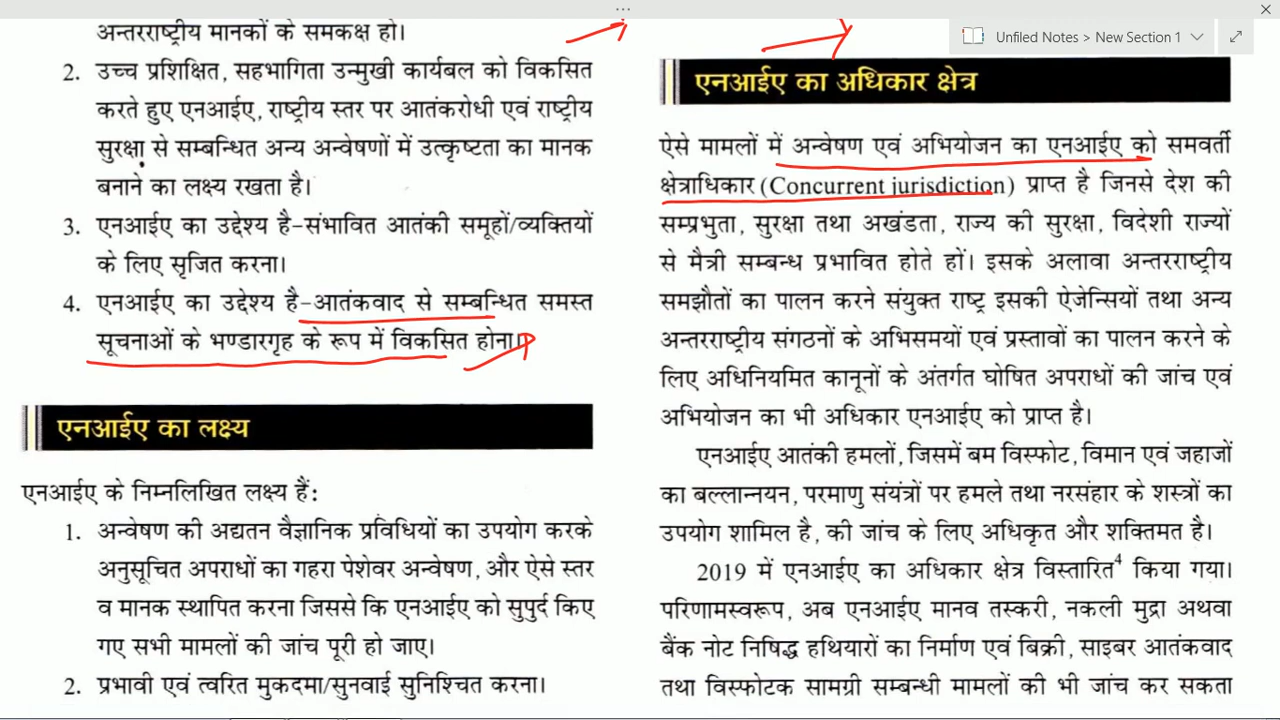 Unfiled Notes > New Section 1
अन्तरराष्ट्रीय मानकों के समकक्ष हो।
2. उच्च प्रशिक्षित, सहभागिता उन्मुखी कार्यबल को विकसित
करते हुए एनआईए, राष्ट्रीय स्तर पर आतंकरोधी एवं राष्ट्रीय
सुरक्षा से सम्बन्धित अन्य अन्वेषणों में उत्कृष्टता का मानक
बनाने का लक्ष्य रखता है।
3. एनआईए का उद्देश्य है-संभावित आतंकी समूहों/व्यक्तियों
के लिए सृजित करना।
4. एनआईए का उद्देश्य है-आतंकवाद से सम्बन्धित समस्त
सूचनाओं के भण्डारगृह के रूप में विकसित होना।
एनआईए का लक्ष्य
एनआईए के निम्नलिखित लक्ष्य हैं:
1. अन्वेषण की अद्यतन वैज्ञानिक प्रविधियों का उपयोग करके
अनुसूचित अपराधों का गहरा पेशेवर अन्वेषण, और ऐसे स्तर
व मानक स्थापित करना जिससे कि एनआईए को सुपुर्द किए
गए सभी मामलों की जांच पूरी हो जाए।
2. प्रभावी एवं त्वरित मुकदमा/सुनवाई सुनिश्चित करना।
एनआईए का अधिकार क्षेत्र
ऐसे मामलों में अन्वेषण एवं अभियोजन का एनआईए को समवर्ती
क्षेत्राधिकार (Concurrent jurisdiction) प्राप्त है जिनसे देश की
सम्प्रभुता, सुरक्षा तथा अखंडता, राज्य की सुरक्षा, विदेशी राज्यों
से मैत्री सम्बन्ध प्रभावित होते हों। इसके अलावा अन्तरराष्ट्रीय
समझौतों का पालन करने संयुक्त राष्ट्र इसकी ऐजेन्सियों तथा अन्य
अन्तरराष्ट्रीय संगठनों के अभिसमयों एवं प्रस्तावों का पालन करने के
लिए अधिनियमित कानूनों के अंतर्गत घोषित अपराधों की जांच एवं
अभियोजन का भी अधिकार एनआईए को प्राप्त है।
एनआईए आतंकी हमलों, जिसमें बम विस्फोट, विमान एवं जहाजों
का बल्लान्नयन, परमाणु संयंत्रों पर हमले तथा नरसंहार के शस्त्रों का
उपयोग शामिल है, की जांच के लिए अधिकृत और शक्तिमत है।
2019 में एनआईए का अधिकार क्षेत्र विस्तारित⁴ किया गया।
परिणामस्वरूप, अब एनआईए मानव तस्करी, नकली मुद्रा अथवा
बैंक नोट निषिद्ध हथियारों का निर्माण एवं बिक्री, साइबर आतंकवाद
तथा विस्फोटक सामग्री सम्बन्धी मामलों की भी जांच कर सकता